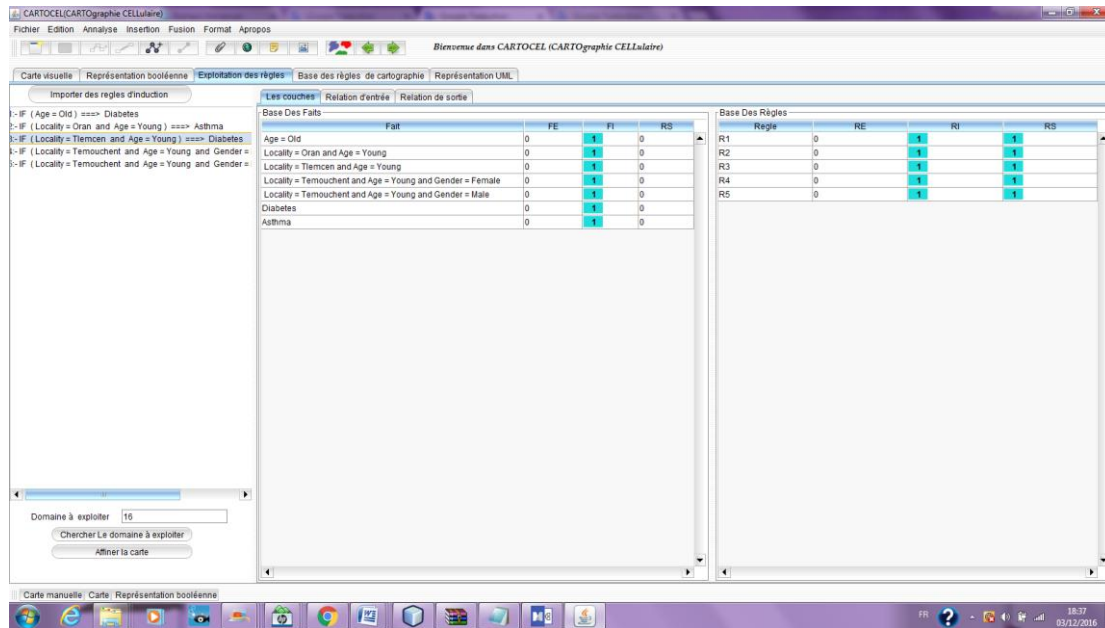 CARTOCEL(CARTOgraphie CELLulaire)
Fichier Edition Annalyse Insertion Fusion Format Apropos
Bienvenue dans CARTOCEL (CARTOgraphie CELLulaire)
Carte visuelle Représentation booléenne Exploitation des règles Base des règles de cartographie Représentation UML
Importer des regles d'induction
Les couches Relation d'entrée Relation de sortie
:- IF ( Age = Old ) ===> Diabetes
:- IF ( Locality = Oran and Age = Young ) ===> Asthma
:- IF ( Locality = Tlemcen and Age = Young ) ===> Diabetes
:- IF ( Locality = Temouchent and Age = Young and Gender =
:- IF ( Locality = Temouchent and Age = Young and Gender =
Base Des Faits
Fait FE FI RS
Age = Old 0 1 0
Locality = Oran and Age = Young 0 1 0
Locality = Tlemcen and Age = Young 0 1 0
Locality = Temouchent and Age = Young and Gender = Female 0 1 0
Locality = Temouchent and Age = Young and Gender = Male 0 1 0
Diabetes 0 1 0
Asthma 0 1 0
Base Des Règles
Regle RE RI RS
R1 0 1 1
R2 0 1 1
R3 0 1 1
R4 0 1 1
R5 0 1 1
Domaine à exploiter 16
Chercher Le domaine à exploiter
Affiner la carte
Carte manuelle Carte Représentation booléenne
FR
18:37
03/12/2016